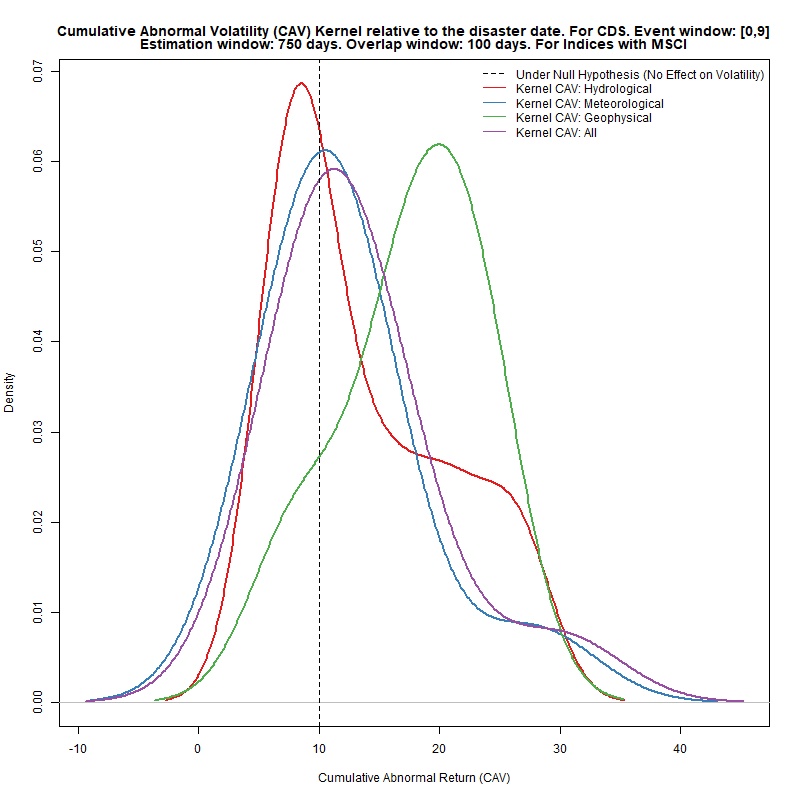 Cumulative Abnormal Volatility (CAV) Kernel relative to the disaster date. For CDS. Event window: [0,9]
Estimation window: 750 days. Overlap window: 100 days. For Indices with MSCI
Under Null Hypothesis (No Effect on Volatility)
Kernel CAV: Hydrological
Kernel CAV: Meteorological
Kernel CAV: Geophysical
Kernel CAV: All
0.07
0.06
0.05
0.04
0.03
0.02
0.01
0.00
Density
-10 0 10 20 30 40
Cumulative Abnormal Return (CAV)